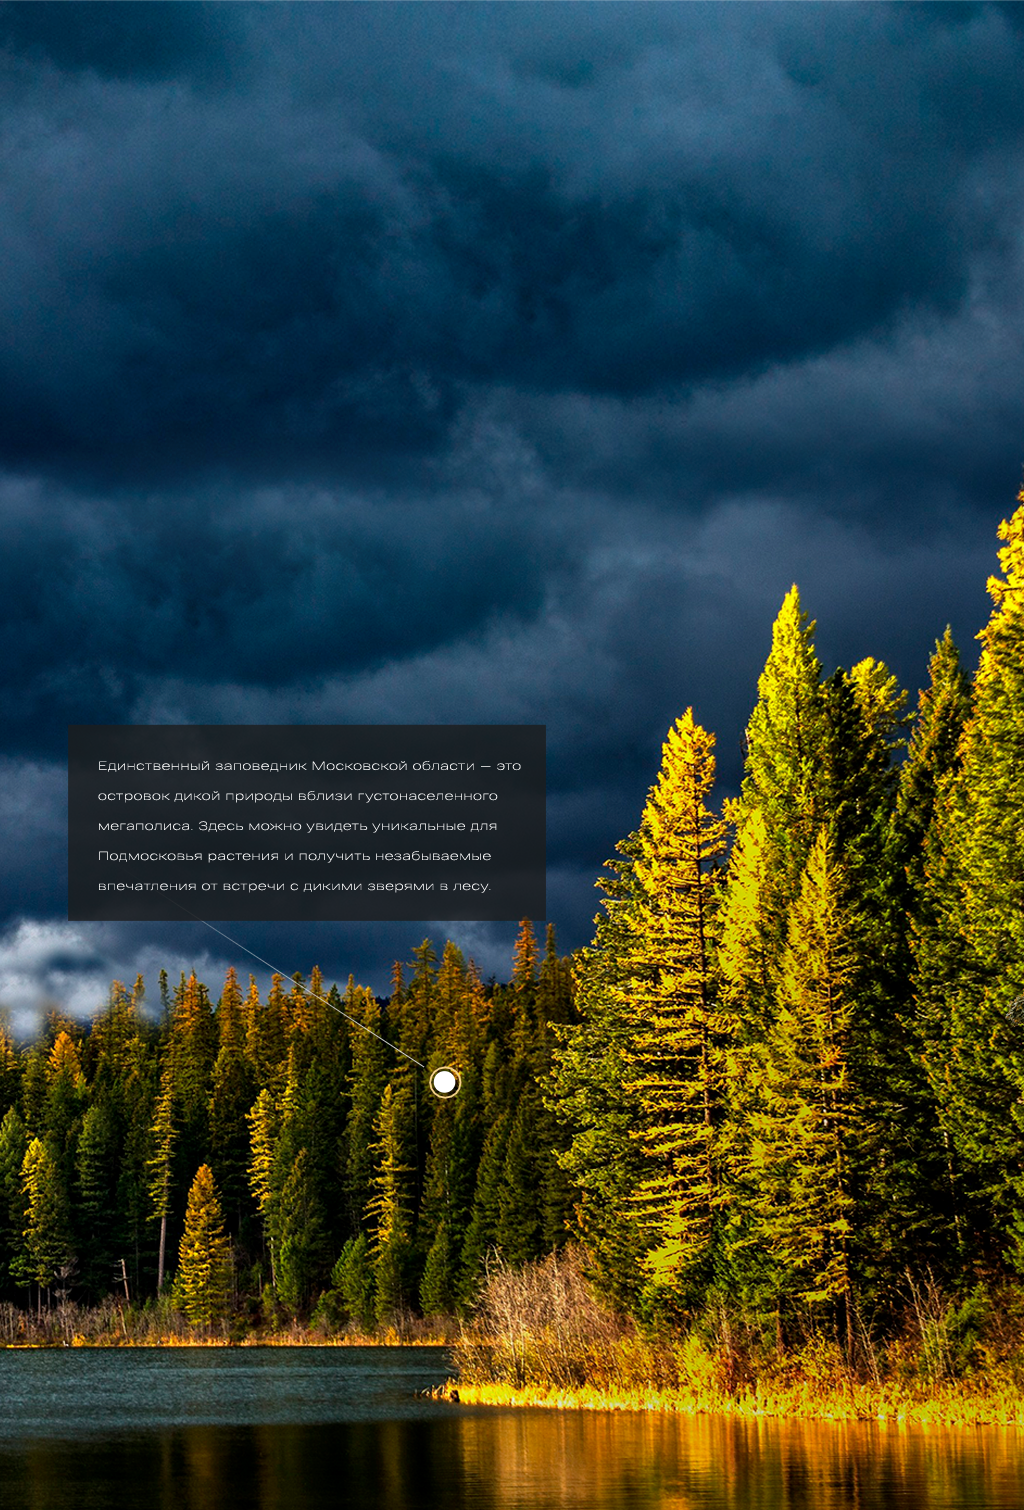 Единственный заповедник Московской области – это
островок дикой природы вблизи густонаселенного
мегаполиса. Здесь можно увидеть уникальные для
Подмосковья растения и получить незабываемые
впечатления от встречи с дикими зверями в лесу.